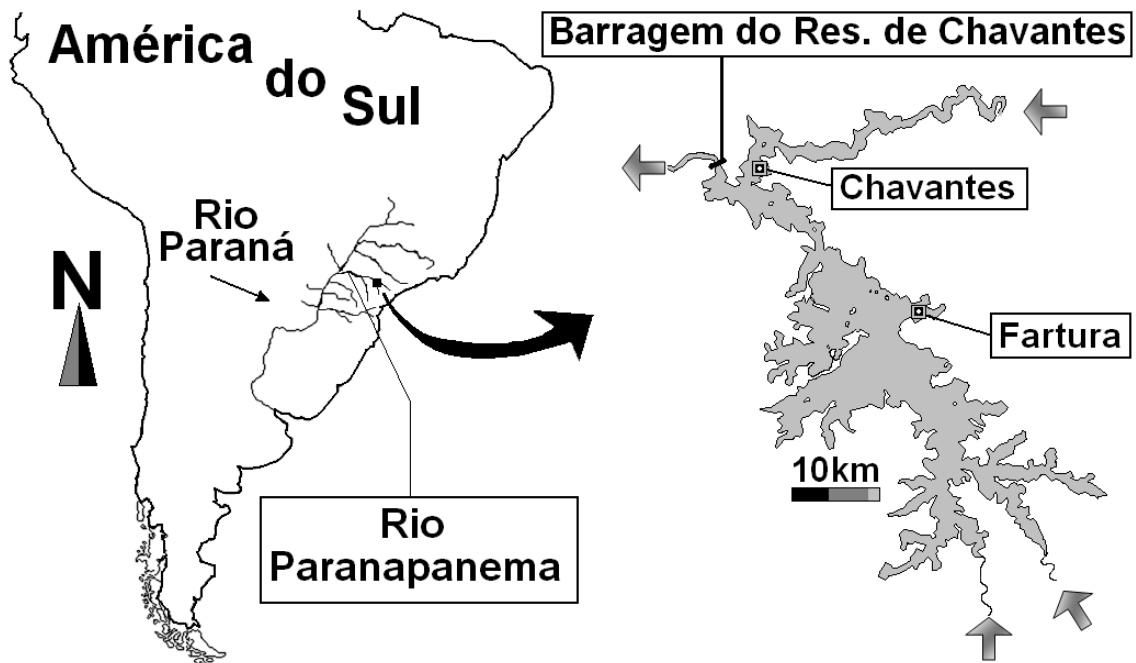 América
do
Sul
Rio
Paraná
N
Rio
Paranapanema
Barragem do Res. de Chavantes
Chavantes
Fartura
10km